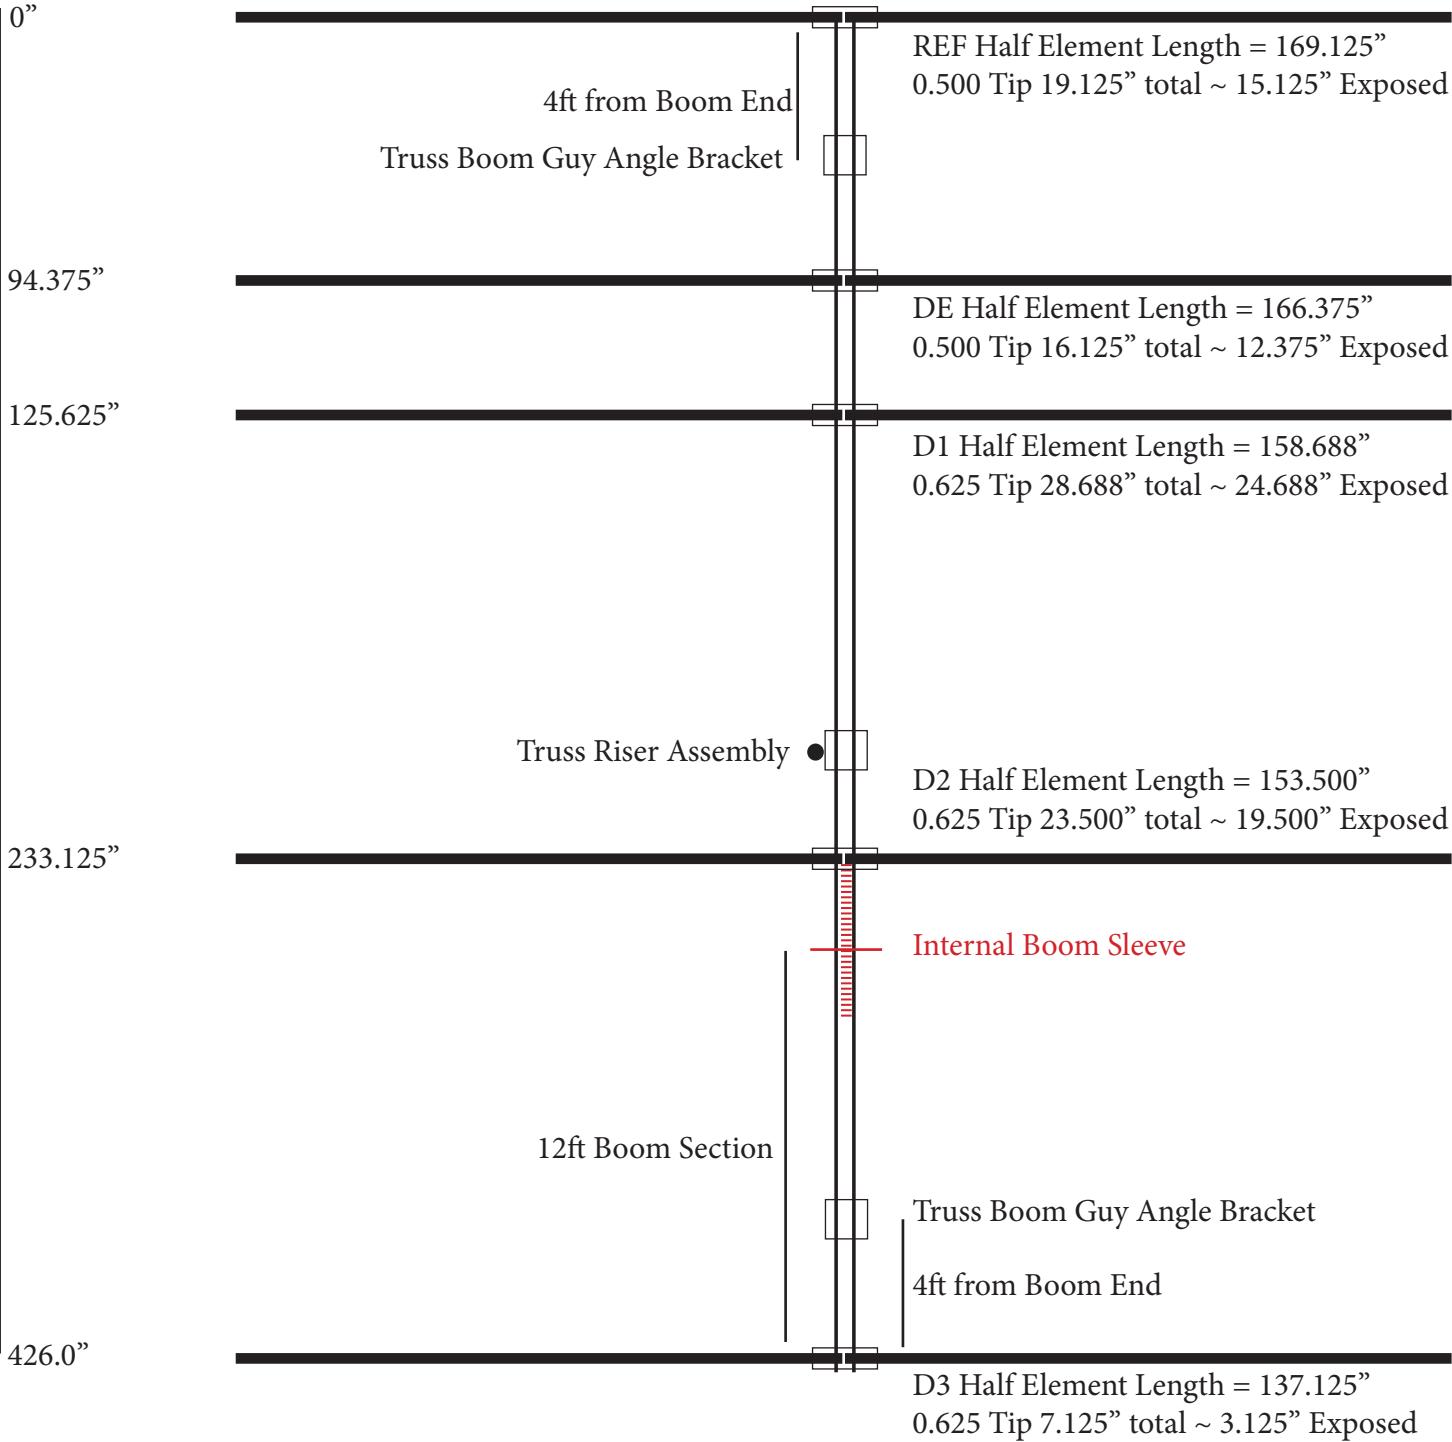 0”
REF Half Element Length = 169.125”
0.500 Tip 19.125” total ~ 15.125” Exposed
4ft from Boom End
Truss Boom Guy Angle Bracket
94.375”
DE Half Element Length = 166.375”
0.500 Tip 16.125” total ~ 12.375” Exposed
125.625”
D1 Half Element Length = 158.688”
0.625 Tip 28.688” total ~ 24.688” Exposed
Truss Riser Assembly
D2 Half Element Length = 153.500”
0.625 Tip 23.500” total ~ 19.500” Exposed
233.125”
Internal Boom Sleeve
12ft Boom Section
Truss Boom Guy Angle Bracket
4ft from Boom End
426.0”
D3 Half Element Length = 137.125”
0.625 Tip 7.125” total ~ 3.125” Exposed